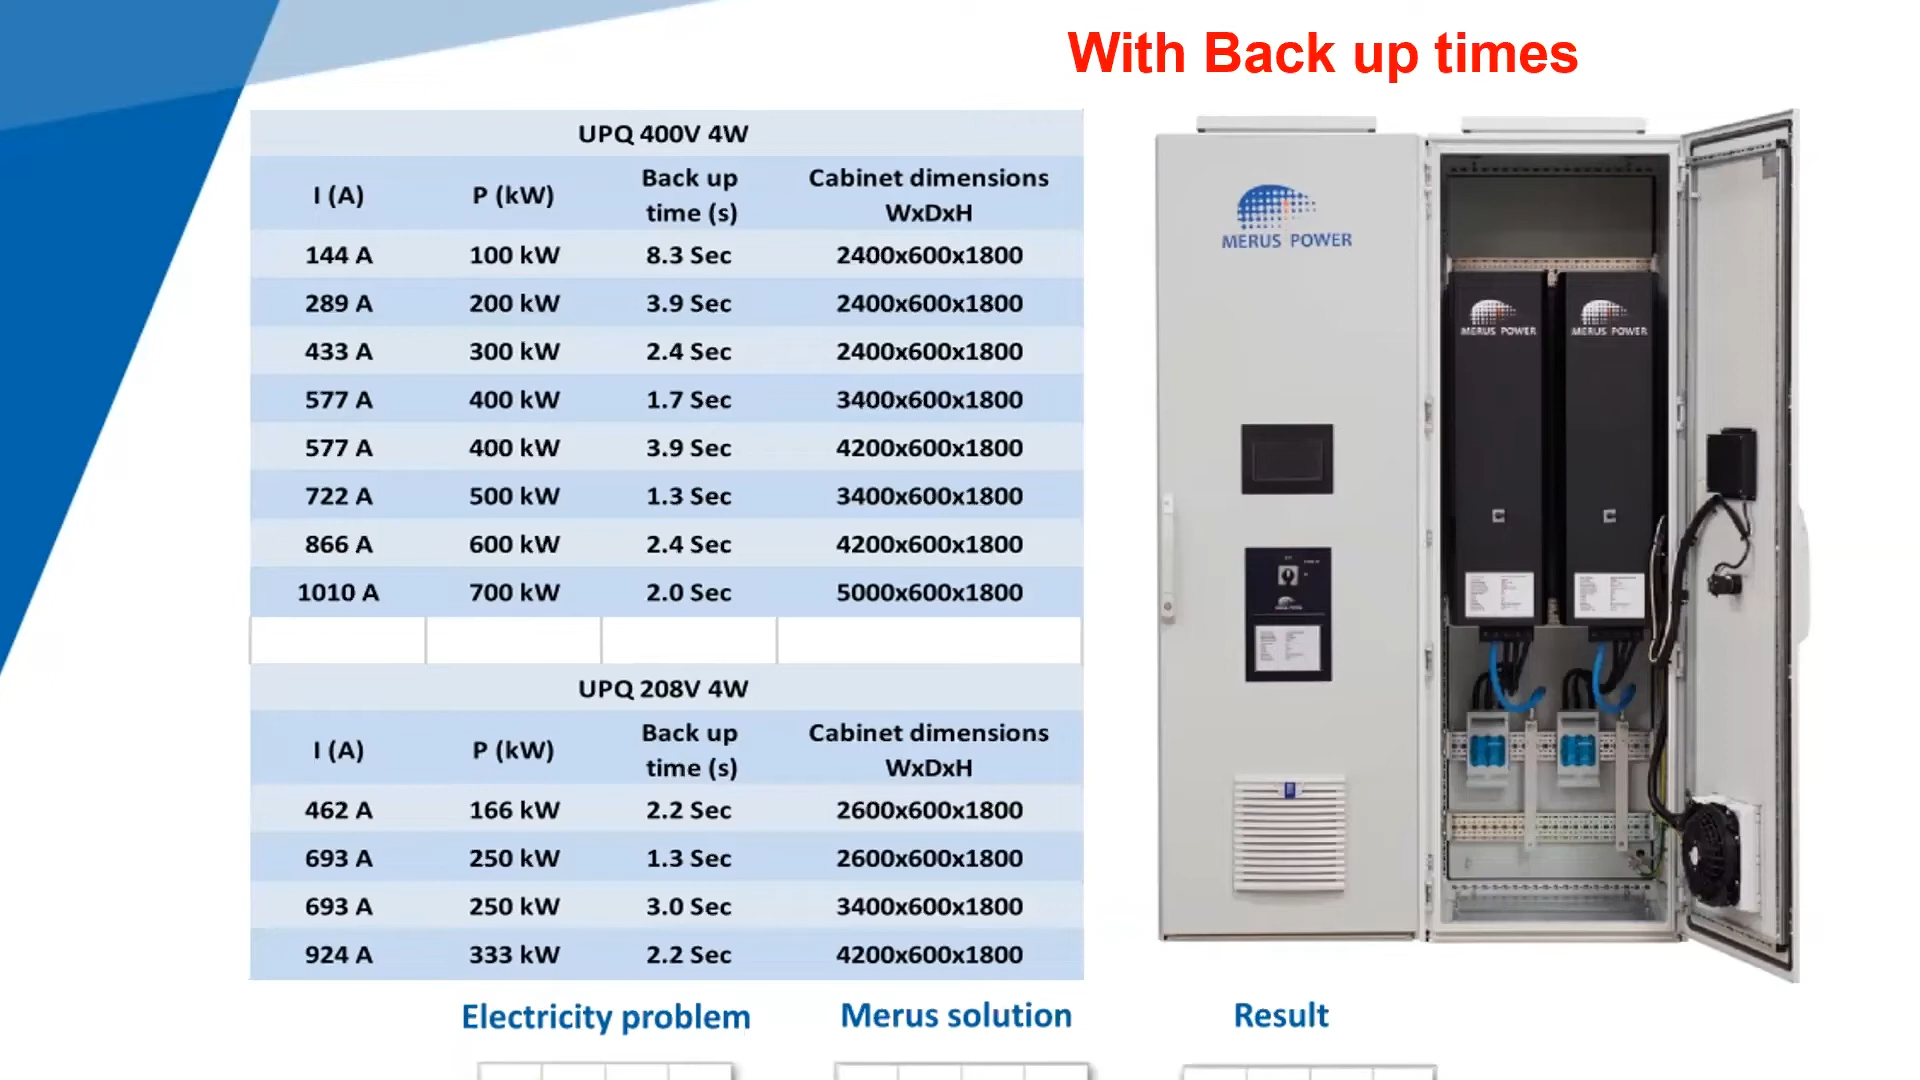 With Back up times
UPQ 400V 4W
I (A) P (kW) Back up time (s) Cabinet dimensions WxDxH
144 A 100 kW 8.3 Sec 2400x600x1800
289 A 200 kW 3.9 Sec 2400x600x1800
433 A 300 kW 2.4 Sec 2400x600x1800
577 A 400 kW 1.7 Sec 3400x600x1800
577 A 400 kW 3.9 Sec 4200x600x1800
722 A 500 kW 1.3 Sec 3400x600x1800
866 A 600 kW 2.4 Sec 4200x600x1800
1010 A 700 kW 2.0 Sec 5000x600x1800
UPQ 208V 4W
I (A) P (kW) Back up time (s) Cabinet dimensions WxDxH
462 A 166 kW 2.2 Sec 2600x600x1800
693 A 250 kW 1.3 Sec 2600x600x1800
693 A 250 kW 3.0 Sec 3400x600x1800
924 A 333 kW 2.2 Sec 4200x600x1800
MERUS POWER
MERUS POWER
MERUS POWER
Electricity problem
Merus solution
Result